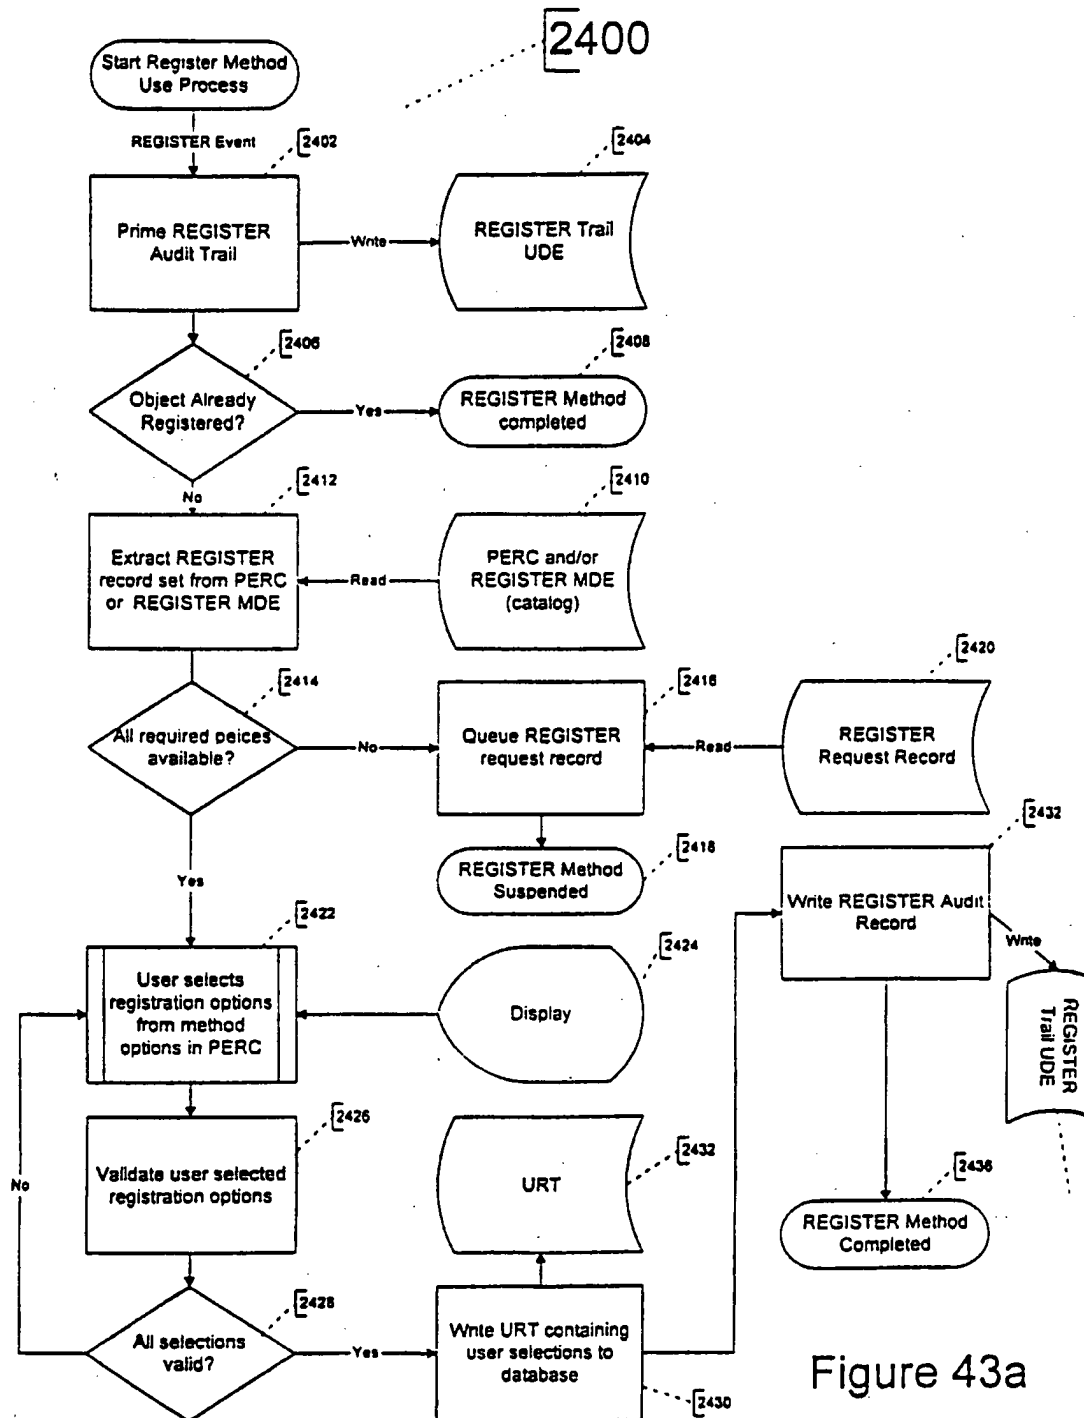 2400
Start Register Method
Use Process
REGISTER Event
2402
2404
Prime REGISTER
Audit Trail
Write
REGISTER Trail
UDE
2406
2408
Object Already
Registered?
Yes
REGISTER Method
completed
No
2412
2410
Extract REGISTER
record set from PERC
or REGISTER MDE
Read
PERC and/or
REGISTER MDE
(catalog)
2414
2416
2420
All required peices
available?
No
Queue REGISTER
request record
Read
REGISTER
Request Record
2418
REGISTER Method
Suspended
2432
Write REGISTER Audit
Record
Write
REGISTER
Trail UDE
Yes
2422
2424
User selects
registration options
from method
options in PERC
Display
2426
2432
Validate user selected
registration options
URT
No
2436
REGISTER Method
Completed
2428
All selections
valid?
Yes
Write URT containing
user selections to
database
2430
Figure 43a